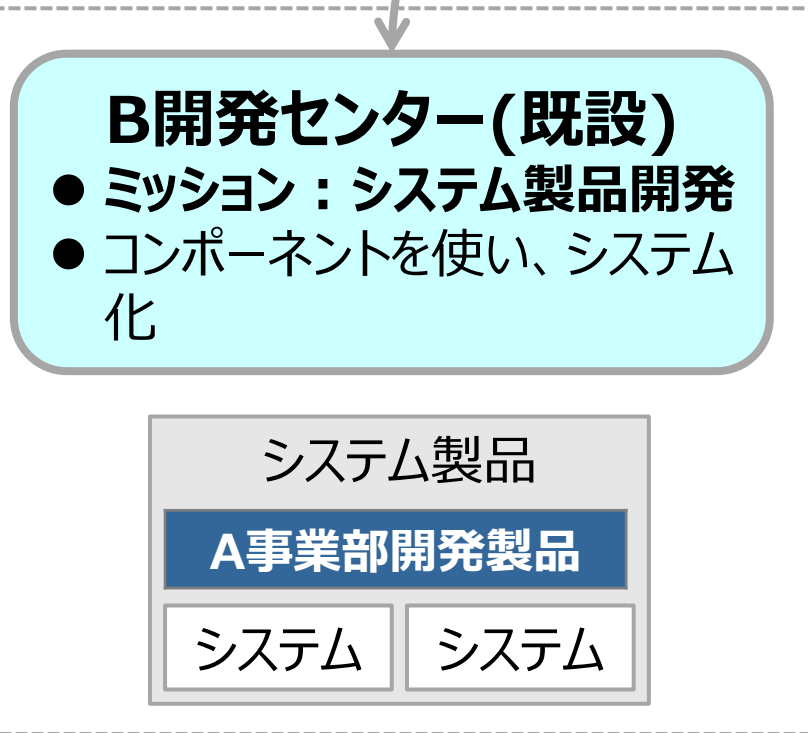 B開発センター(既設)
● ミッション：システム製品開発
● コンポーネントを使い、システム
化
システム製品
A事業部開発製品
システム システム